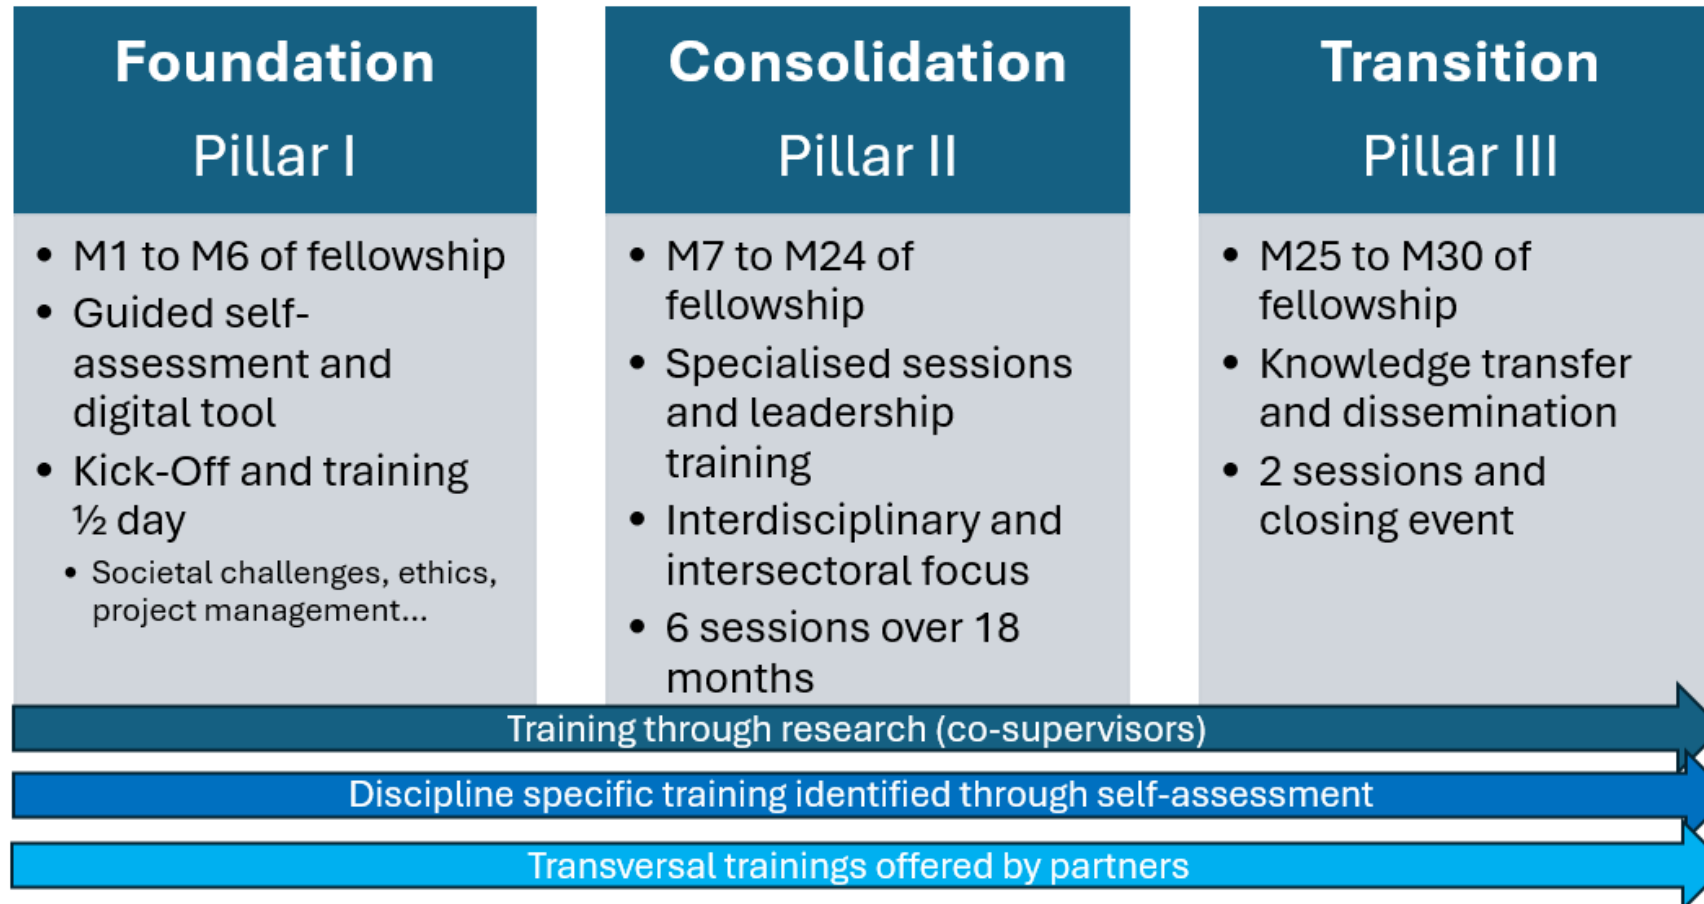 Foundation
Pillar I
• M1 to M6 of fellowship
• Guided self-
assessment and
digital tool
• Kick-Off and training
½ day
• Societal challenges, ethics,
project management...
Consolidation
Pillar II
• M7 to M24 of
fellowship
• Specialised sessions
and leadership
training
• Interdisciplinary and
intersectoral focus
• 6 sessions over 18
months
Transition
Pillar III
• M25 to M30 of
fellowship
• Knowledge transfer
and dissemination
• 2 sessions and
closing event
Training through research (co-supervisors)
Discipline specific training identified through self-assessment
Transversal trainings offered by partners